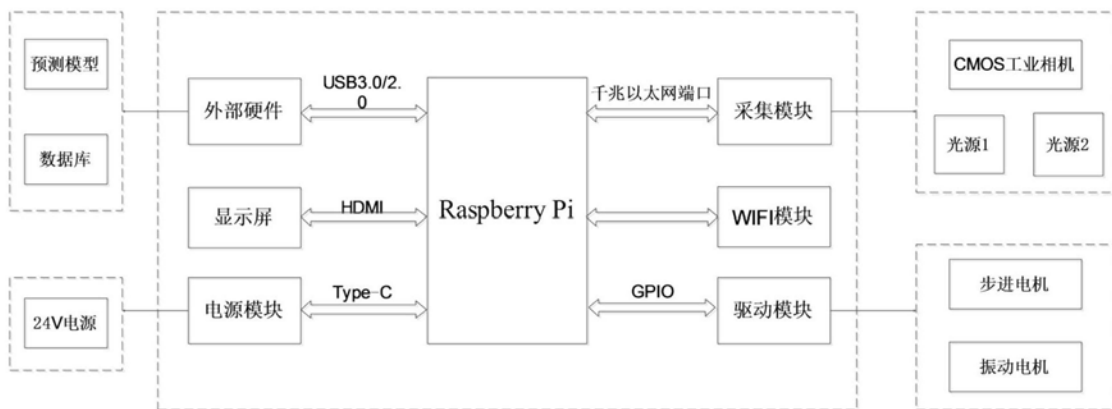 预测模型
数据库
24V电源
外部硬件
USB3.0/2.
0
显示屏
HDMI
电源模块
Type-C
Raspberry Pi
千兆以太网端口
采集模块
WIFI模块
GPIO
驱动模块
CMOS工业相机
光源1
光源2
步进电机
振动电机